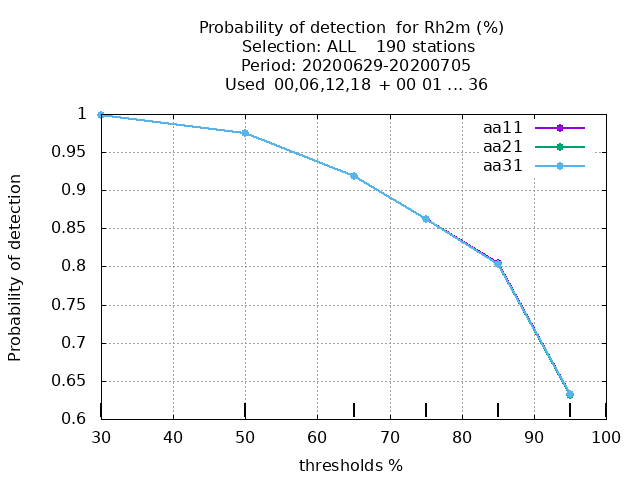 Probability of detection  for Rh2m (%)
Selection: ALL    190 stations
Period: 20200629-20200705
Used  00,06,12,18 + 00 01 ... 36
aa11
aa21
aa31
Probability of detection
1
0.95
0.9
0.85
0.8
0.75
0.7
0.65
0.6
30 40 50 60 70 80 90 100
thresholds %